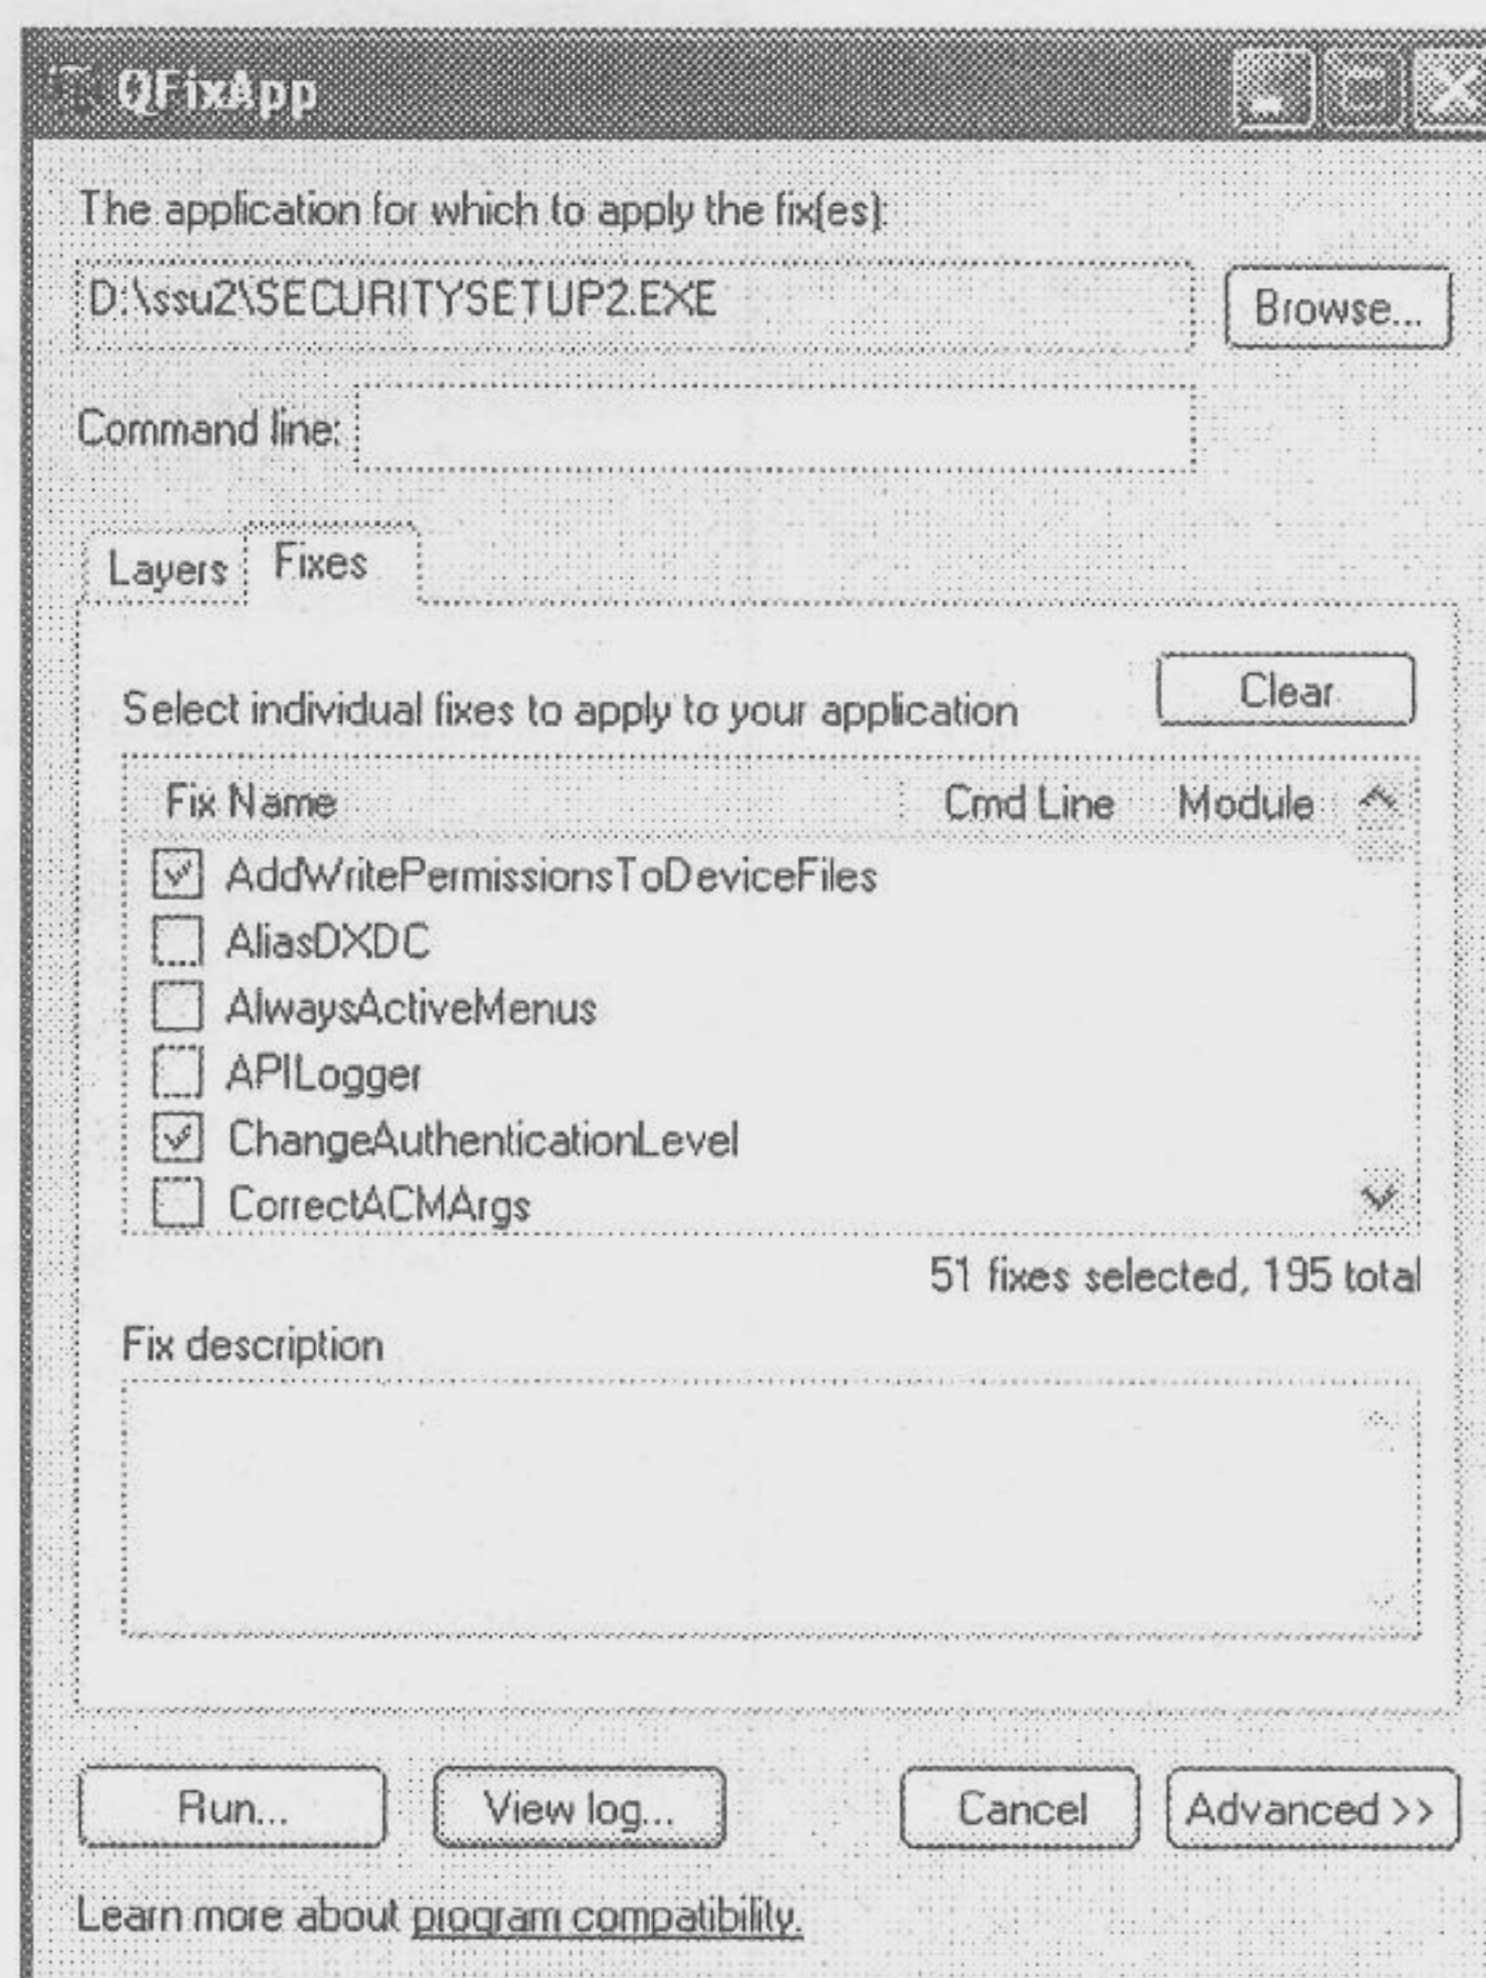 QFixApp
The application for which to apply the fix(es):
D:\ssu2\SECURITYSETUP2.EXE
Browse...
Command line:
Layers
Fixes
Select individual fixes to apply to your application
Clear
Fix Name Cmd Line Module
AddWritePermissionsToDeviceFiles
AliasDXDC
AlwaysActiveMenus
APILogger
ChangeAuthenticationLevel
CorrectACMArgs
51 fixes selected, 195 total
Fix description
Run... View log... Cancel Advanced >>
Learn more about program compatibility.